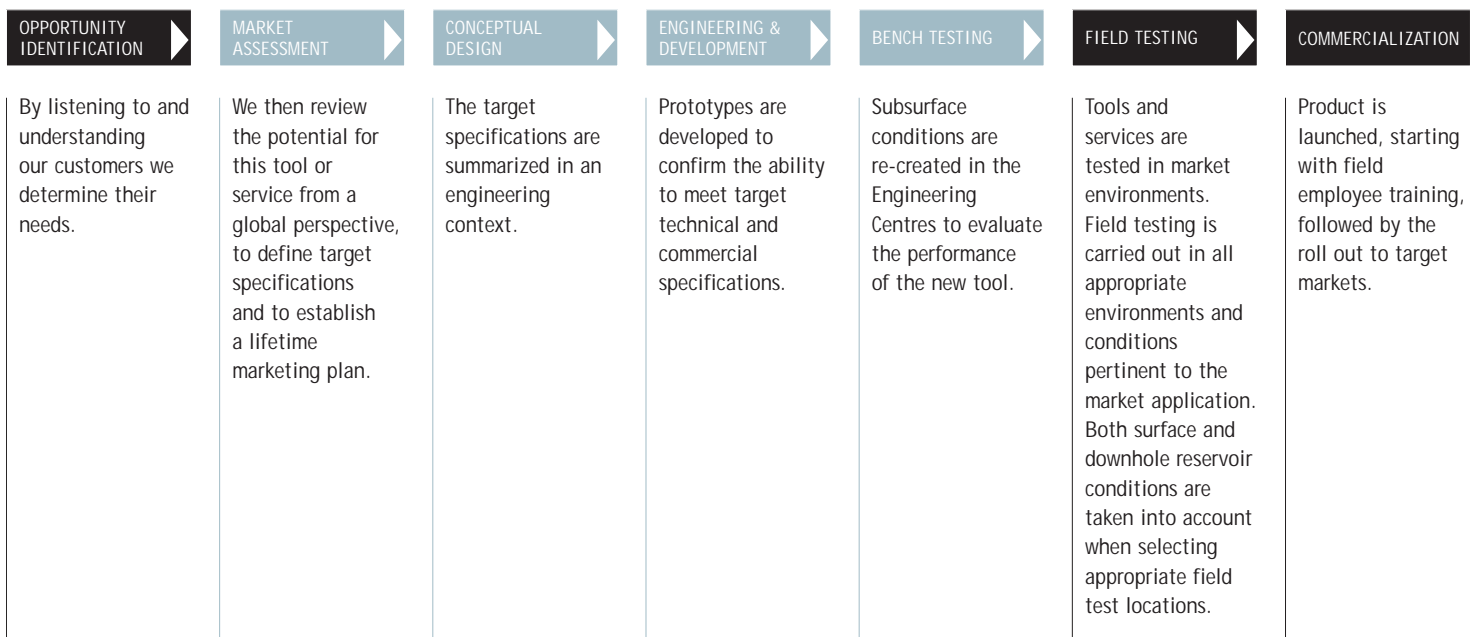 OPPORTUNITY
IDENTIFICATION
By listening to and
understanding
our customers we
determine their
needs.
MARKET
ASSESSMENT
We then review
the potential for
this tool or
service from a
global perspective,
to define target
specifications
and to establish
a lifetime
marketing plan.
CONCEPTUAL
DESIGN
The target
specifications are
summarized in an
engineering
context.
ENGINEERING &
DEVELOPMENT
Prototypes are
developed to
confirm the ability
to meet target
technical and
commercial
specifications.
BENCH TESTING
Subsurface
conditions are
re-created in the
Engineering
Centres to evaluate
the performance
of the new tool.
FIELD TESTING
Tools and
services are
tested in market
environments.
Field testing is
carried out in all
appropriate
environments and
conditions
pertinent to the
market application.
Both surface and
downhole reservoir
conditions are
taken into account
when selecting
appropriate field
test locations.
COMMERCIALIZATION
Product is
launched, starting
with field
employee training,
followed by the
roll out to target
markets.